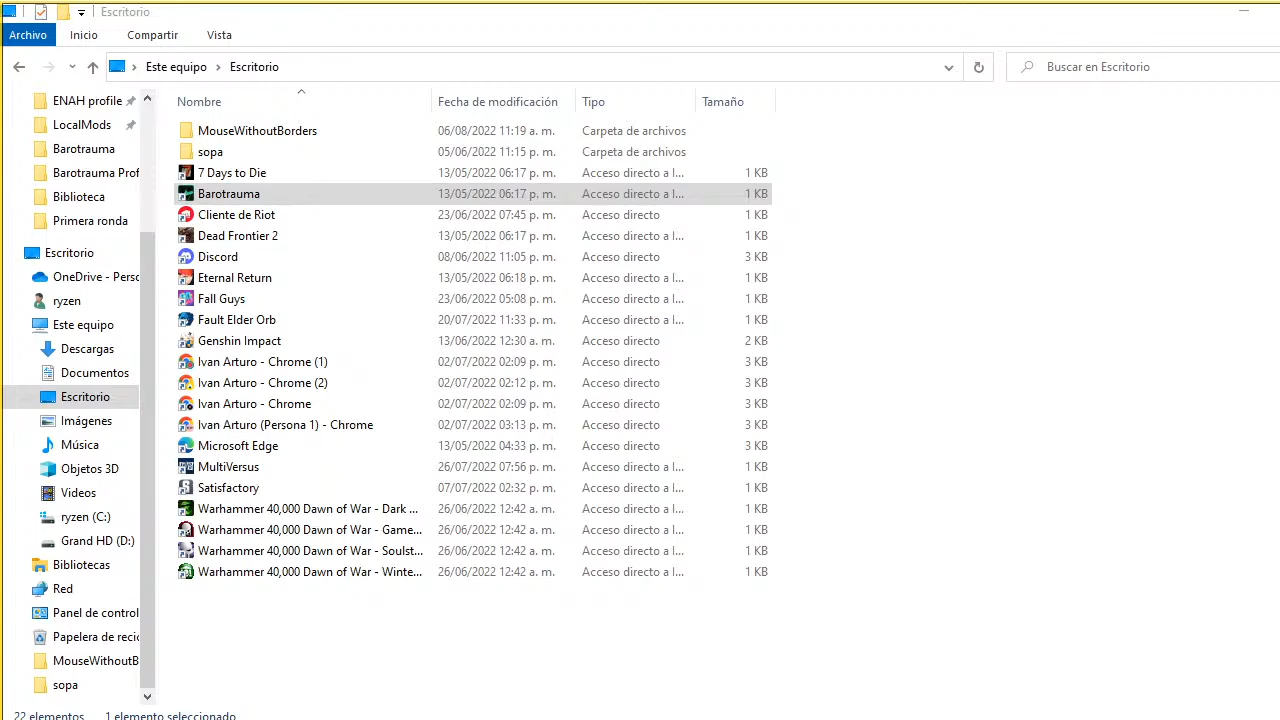 Escritorio
Archivo Inicio Compartir Vista
Este equipo Escritorio Buscar en Escritorio
ENAH profile
LocalMods
Barotrauma
Barotrauma Prof
Biblioteca
Primera ronda
Escritorio
OneDrive - Perso
ryzen
Este equipo
Descargas
Documentos
Escritorio
Imágenes
Música
Objetos 3D
Videos
ryzen (C:)
Grand HD (D:)
Bibliotecas
Red
Panel de control
Papelera de recic
MouseWithoutB
sopa
Nombre Fecha de modificación Tipo Tamaño
MouseWithoutBorders 06/08/2022 11:19 a. m. Carpeta de archivos
sopa 05/06/2022 11:15 p. m. Carpeta de archivos
7 Days to Die 13/05/2022 06:17 p. m. Acceso directo a I... 1 KB
Barotrauma 13/05/2022 06:17 p. m. Acceso directo a I... 1 KB
Cliente de Riot 23/06/2022 07:45 p. m. Acceso directo 1 KB
Dead Frontier 2 13/05/2022 06:17 p. m. Acceso directo a I... 1 KB
Discord 08/06/2022 11:05 p. m. Acceso directo 3 KB
Eternal Return 13/05/2022 06:18 p. m. Acceso directo a I... 1 KB
Fall Guys 23/06/2022 05:08 p. m. Acceso directo a I... 1 KB
Fault Elder Orb 20/07/2022 11:33 p. m. Acceso directo a I... 1 KB
Genshin Impact 13/06/2022 12:30 a. m. Acceso directo 2 KB
Ivan Arturo - Chrome (1) 02/07/2022 02:09 p. m. Acceso directo 3 KB
Ivan Arturo - Chrome (2) 02/07/2022 02:12 p. m. Acceso directo 3 KB
Ivan Arturo - Chrome 02/07/2022 02:09 p. m. Acceso directo 3 KB
Ivan Arturo (Persona 1) - Chrome 02/07/2022 03:13 p. m. Acceso directo 3 KB
Microsoft Edge 13/05/2022 04:33 p. m. Acceso directo 3 KB
MultiVersus 26/07/2022 07:56 p. m. Acceso directo a I... 1 KB
Satisfactory 07/07/2022 02:32 p. m. Acceso directo a I... 1 KB
Warhammer 40,000 Dawn of War - Dark ... 26/06/2022 12:42 a. m. Acceso directo a I... 1 KB
Warhammer 40,000 Dawn of War - Game... 26/06/2022 12:42 a. m. Acceso directo a I... 1 KB
Warhammer 40,000 Dawn of War - Soulst... 26/06/2022 12:42 a. m. Acceso directo a I... 1 KB
Warhammer 40,000 Dawn of War - Winte... 26/06/2022 12:42 a. m. Acceso directo a I... 1 KB
22 elementos 1 elemento seleccionado